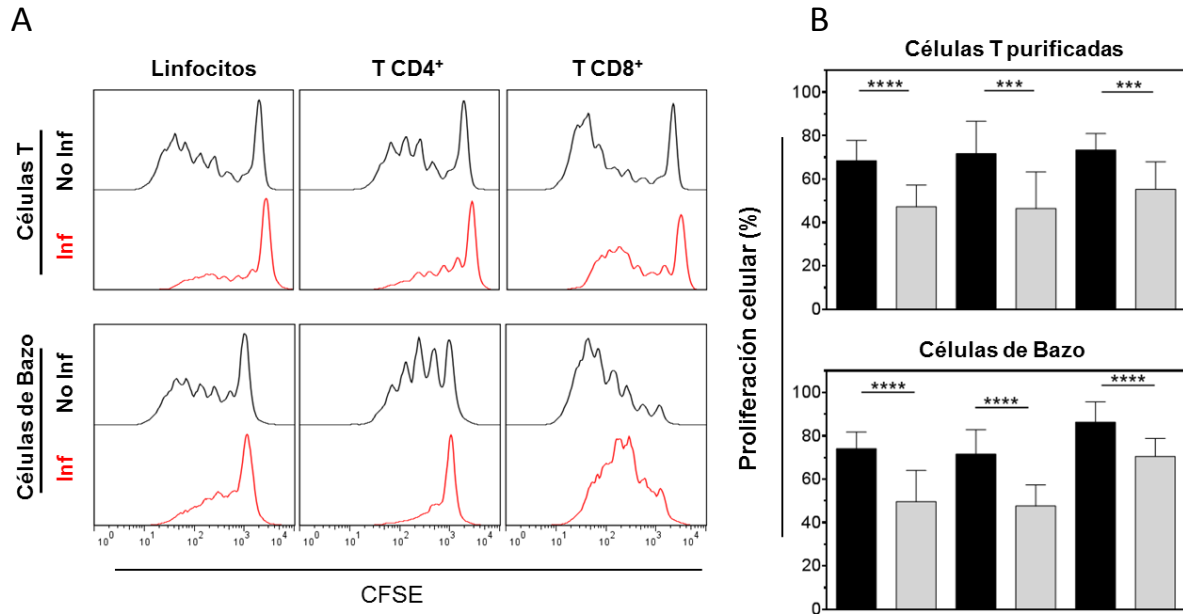 A
Linfocitos
T CD4+
T CD8+
Células T
No Inf
Inf
Células de Bazo
No Inf
Inf
10^0 10^1 10^2 10^3 10^4
10^0 10^1 10^2 10^3 10^4
10^0 10^1 10^2 10^3 10^4
CFSE
B
Células T purificadas
Proliferación celular (%)
100
80
60
40
20
0
****
***
***
Células de Bazo
100
80
60
40
20
0
****
****
****